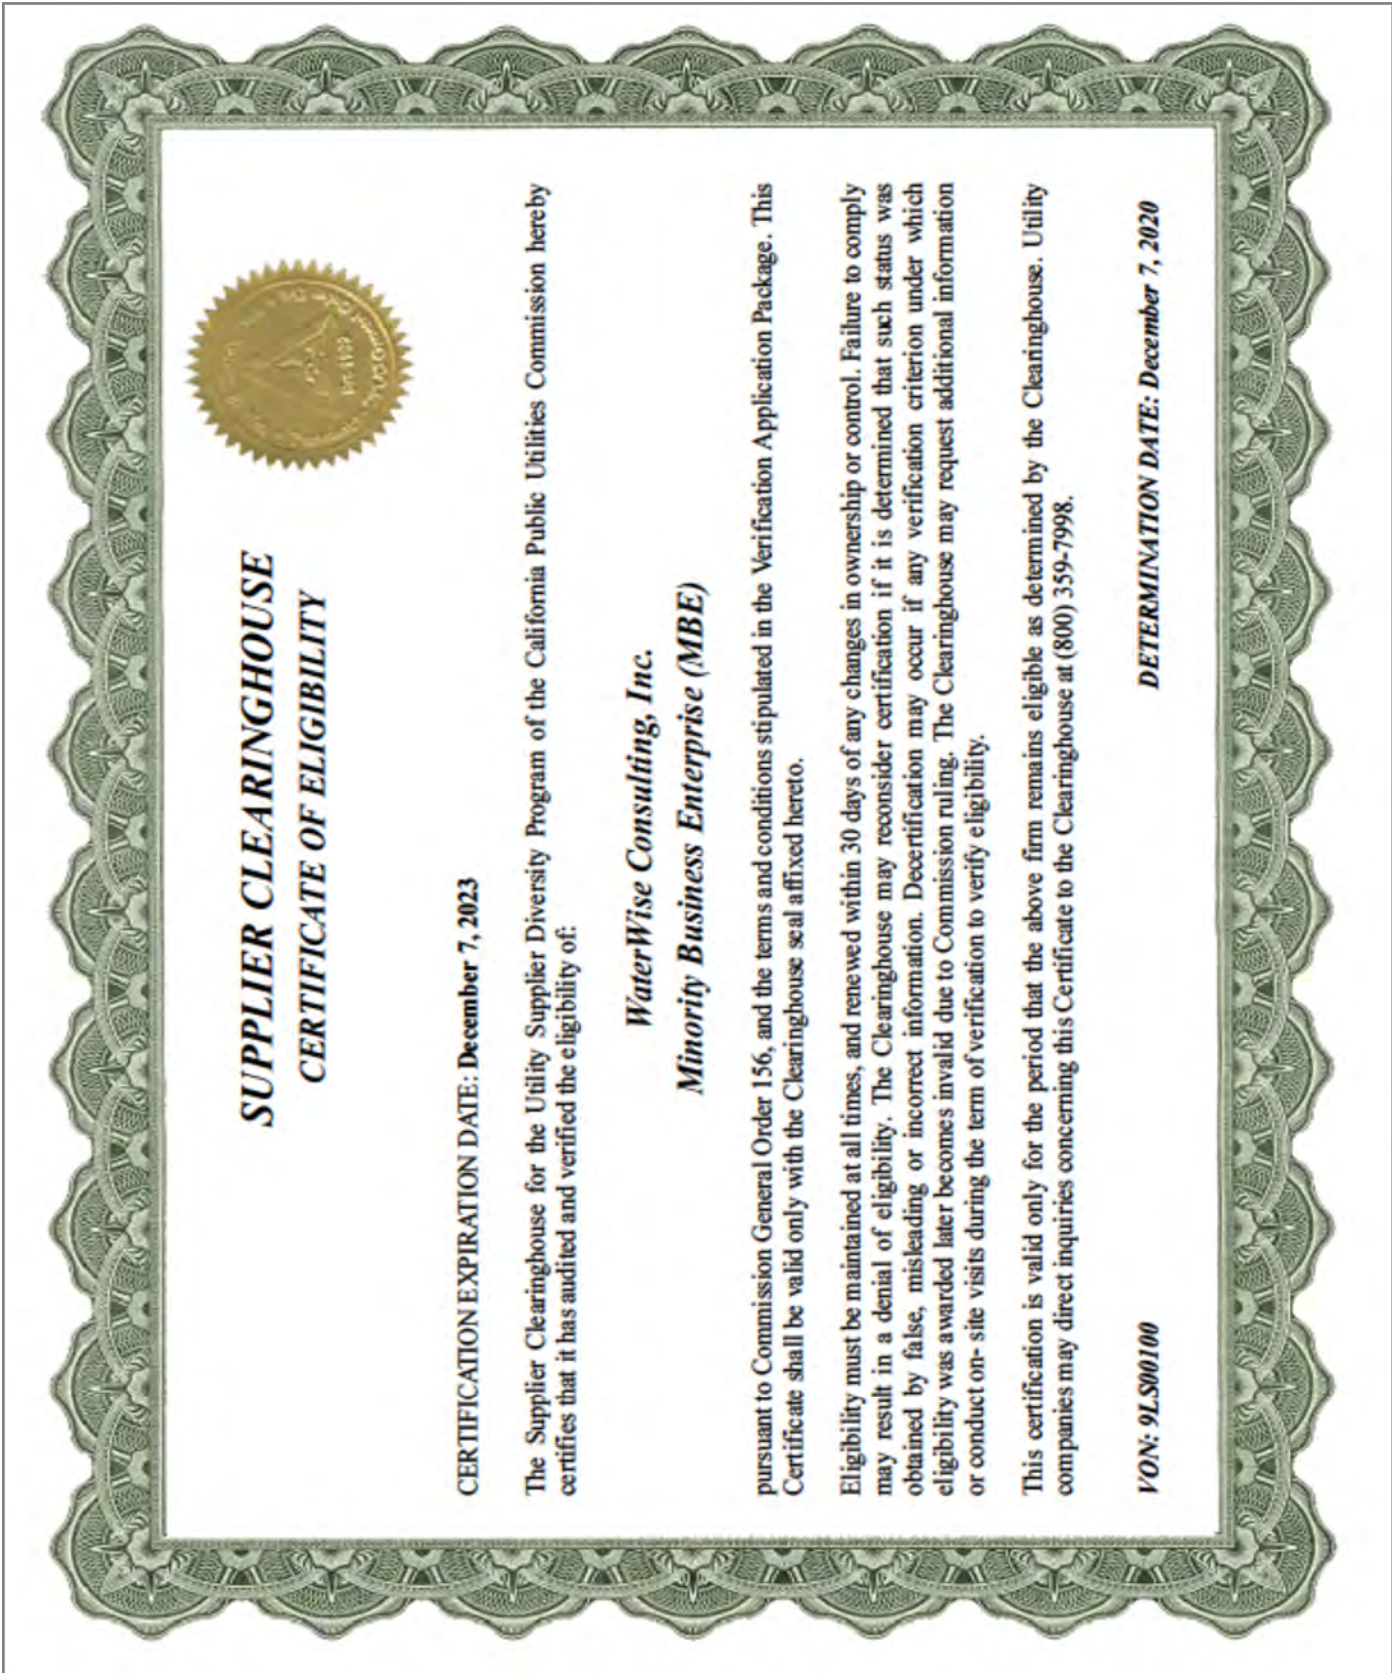 SUPPLIER CLEARINGHOUSE
CERTIFICATE OF ELIGIBILITY
CERTIFICATION EXPIRATION DATE: December 7, 2023
The Supplier Clearinghouse for the Utility Supplier Diversity Program of the California Public Utilities Commission hereby
certifies that it has audited and verified the eligibility of:
WaterWise Consulting, Inc.
Minority Business Enterprise (MBE)
pursuant to Commission General Order 156, and the terms and conditions stipulated in the Verification Application Package. This
Certificate shall be valid only with the Clearinghouse seal affixed hereto.
Eligibility must be maintained at all times, and renewed within 30 days of any changes in ownership or control. Failure to comply
may result in a denial of eligibility. The Clearinghouse may reconsider certification if it is determined that such status was
obtained by false, misleading or incorrect information. Decertification may occur if any verification criterion under which
eligibility was awarded later becomes invalid due to Commission ruling. The Clearinghouse may request additional information
or conduct on- site visits during the term of verification to verify eligibility.
This certification is valid only for the period that the above firm remains eligible as determined by the Clearinghouse. Utility
companies may direct inquiries concerning this Certificate to the Clearinghouse at (800) 359-7998.
VON: 9LS00100 DETERMINATION DATE: December 7, 2020